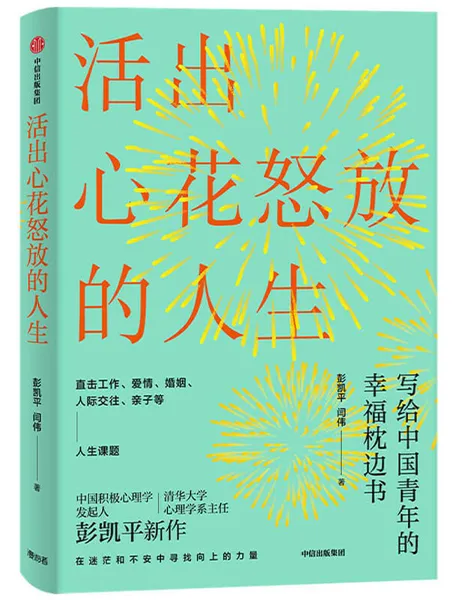 中信出版集团
活出心花怒放的人生
彭凯平 闫伟
著
活出
心花怒放
的人生
直击工作、爱情、婚姻、
人际交往、亲子等
人生课题
写给中国青年的
幸福枕边书
彭凯平 闫伟
著
中国积极心理学
发起人
清华大学
心理学系主任
彭凯平新作
在迷茫和不安中寻找向上的力量
中信出版集团